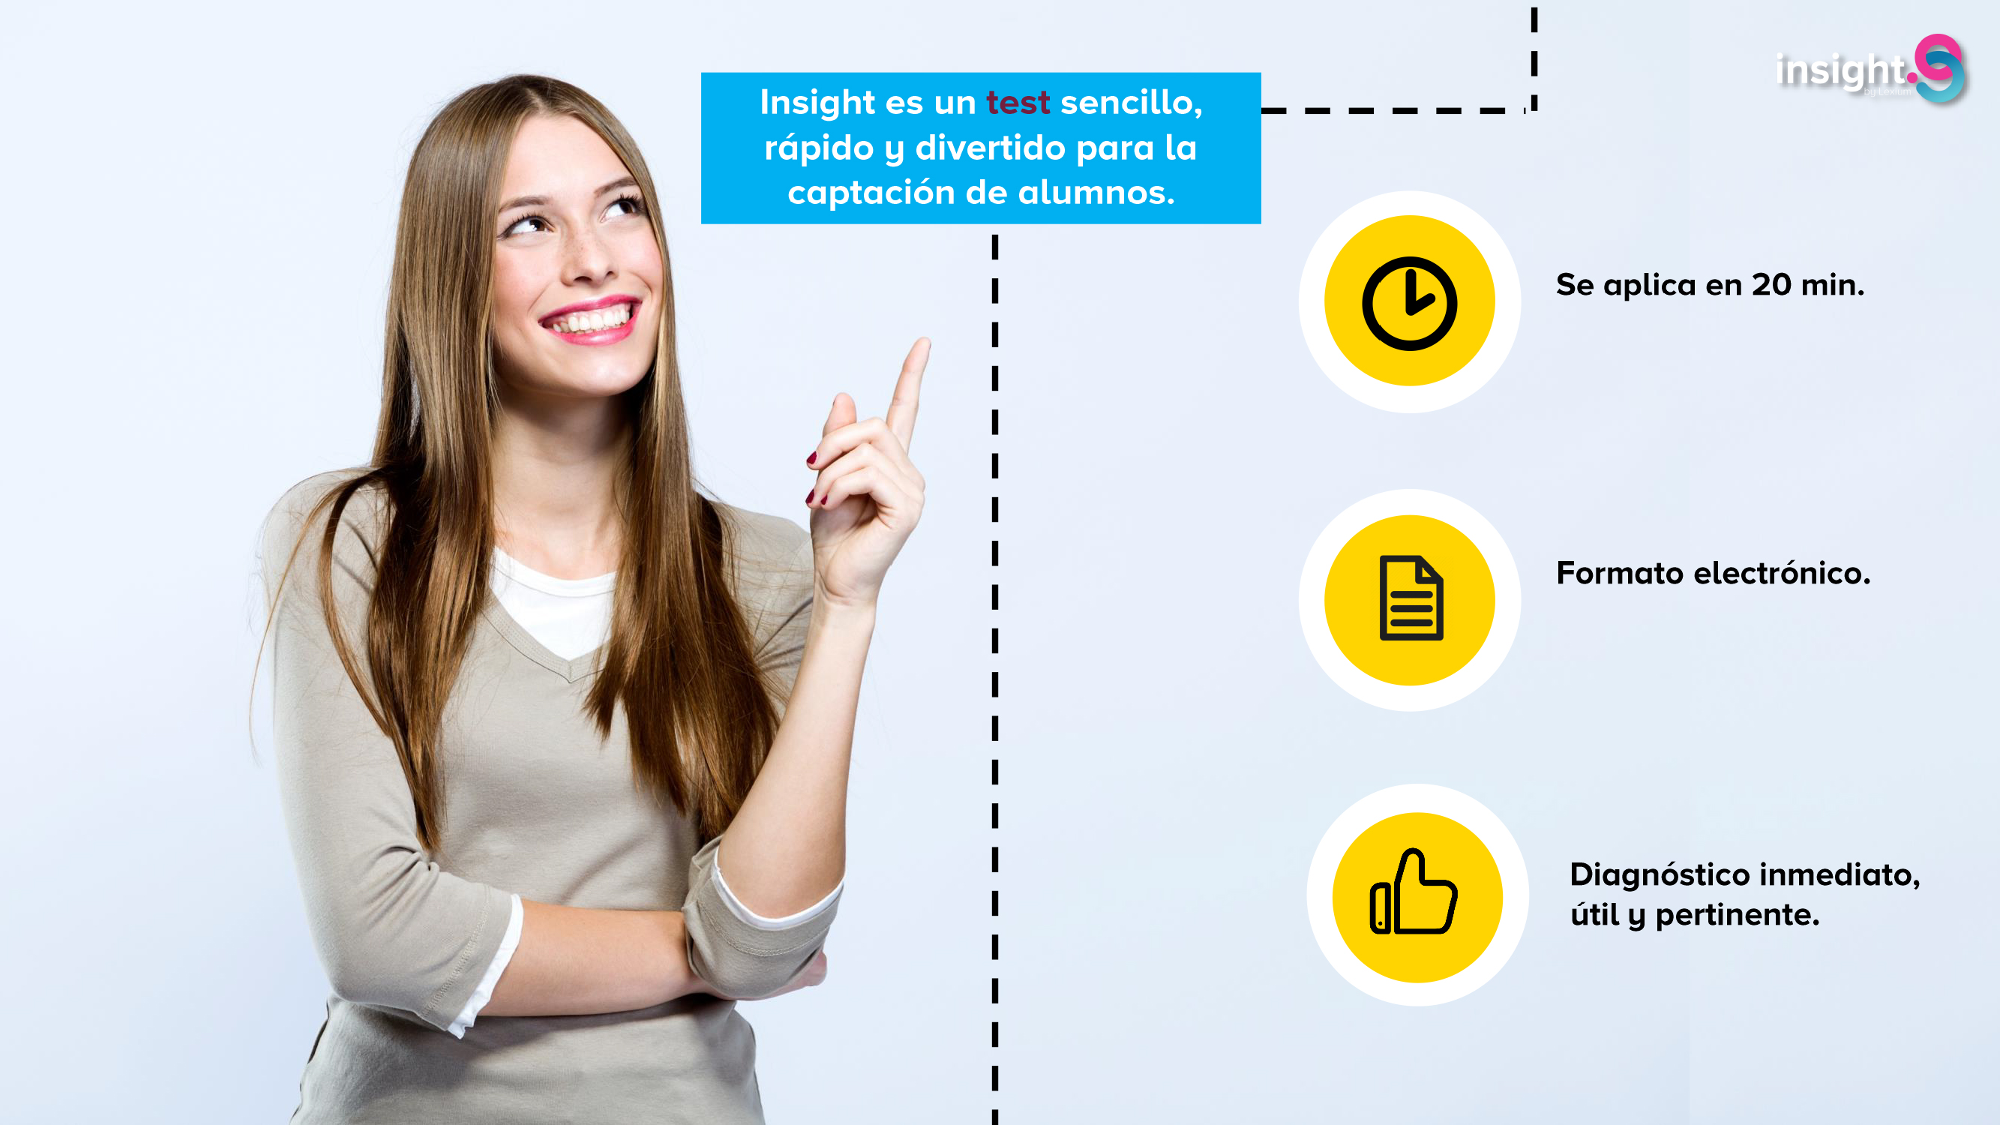 insight.
Insight es un test sencillo,
rápido y divertido para la
captación de alumnos.
Se aplica en 20 min.
Formato electrónico.
Diagnóstico inmediato,
útil y pertinente.